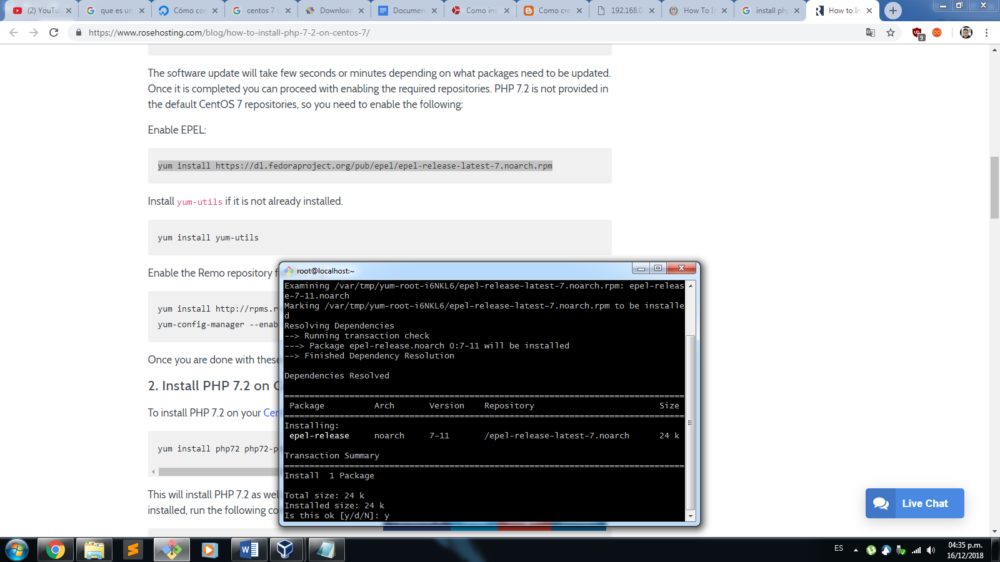 (2) YouTu
que es un
Cómo co
centos 7 c
Download
Documen
Como ins
Como cre
192.168.0
How To I
install ph
How to In
https://www.rosehosting.com/blog/how-to-install-php-7-2-on-centos-7/
9
The software update will take few seconds or minutes depending on what packages need to be updated.
Once it is completed you can proceed with enabling the required repositories. PHP 7.2 is not provided in
the default CentOS 7 repositories, so you need to enable the following:
Enable EPEL:
yum install https://dl.fedoraproject.org/pub/epel/epel-release-latest-7.noarch.rpm
Install yum-utils if it is not already installed.
yum install yum-utils
Enable the Remo repository f
yum install http://rpms.r
yum-config-manager --enab
Once you are done with these
2. Install PHP 7.2 on C
To install PHP 7.2 on your Cen
yum install php72 php72-p
This will install PHP 7.2 as wel
installed, run the following co
root@localhost:~
Examining /var/tmp/yum-root-i6NKL6/epel-release-latest-7.noarch.rpm: epel-releas
e-7-11.noarch
Marking /var/tmp/yum-root-i6NKL6/epel-release-latest-7.noarch.rpm to be installe
d
Resolving Dependencies
--> Running transaction check
---> Package epel-release.noarch 0:7-11 will be installed
--> Finished Dependency Resolution
Dependencies Resolved
================================================================================
Package Arch Version Repository Size
================================================================================
Installing:
epel-release noarch 7-11 /epel-release-latest-7.noarch 24 k
Transaction Summary
================================================================================
Install 1 Package
Total size: 24 k
Installed size: 24 k
Is this ok [y/d/N]: y
Live Chat
ES
04:35 p.m.
16/12/2018